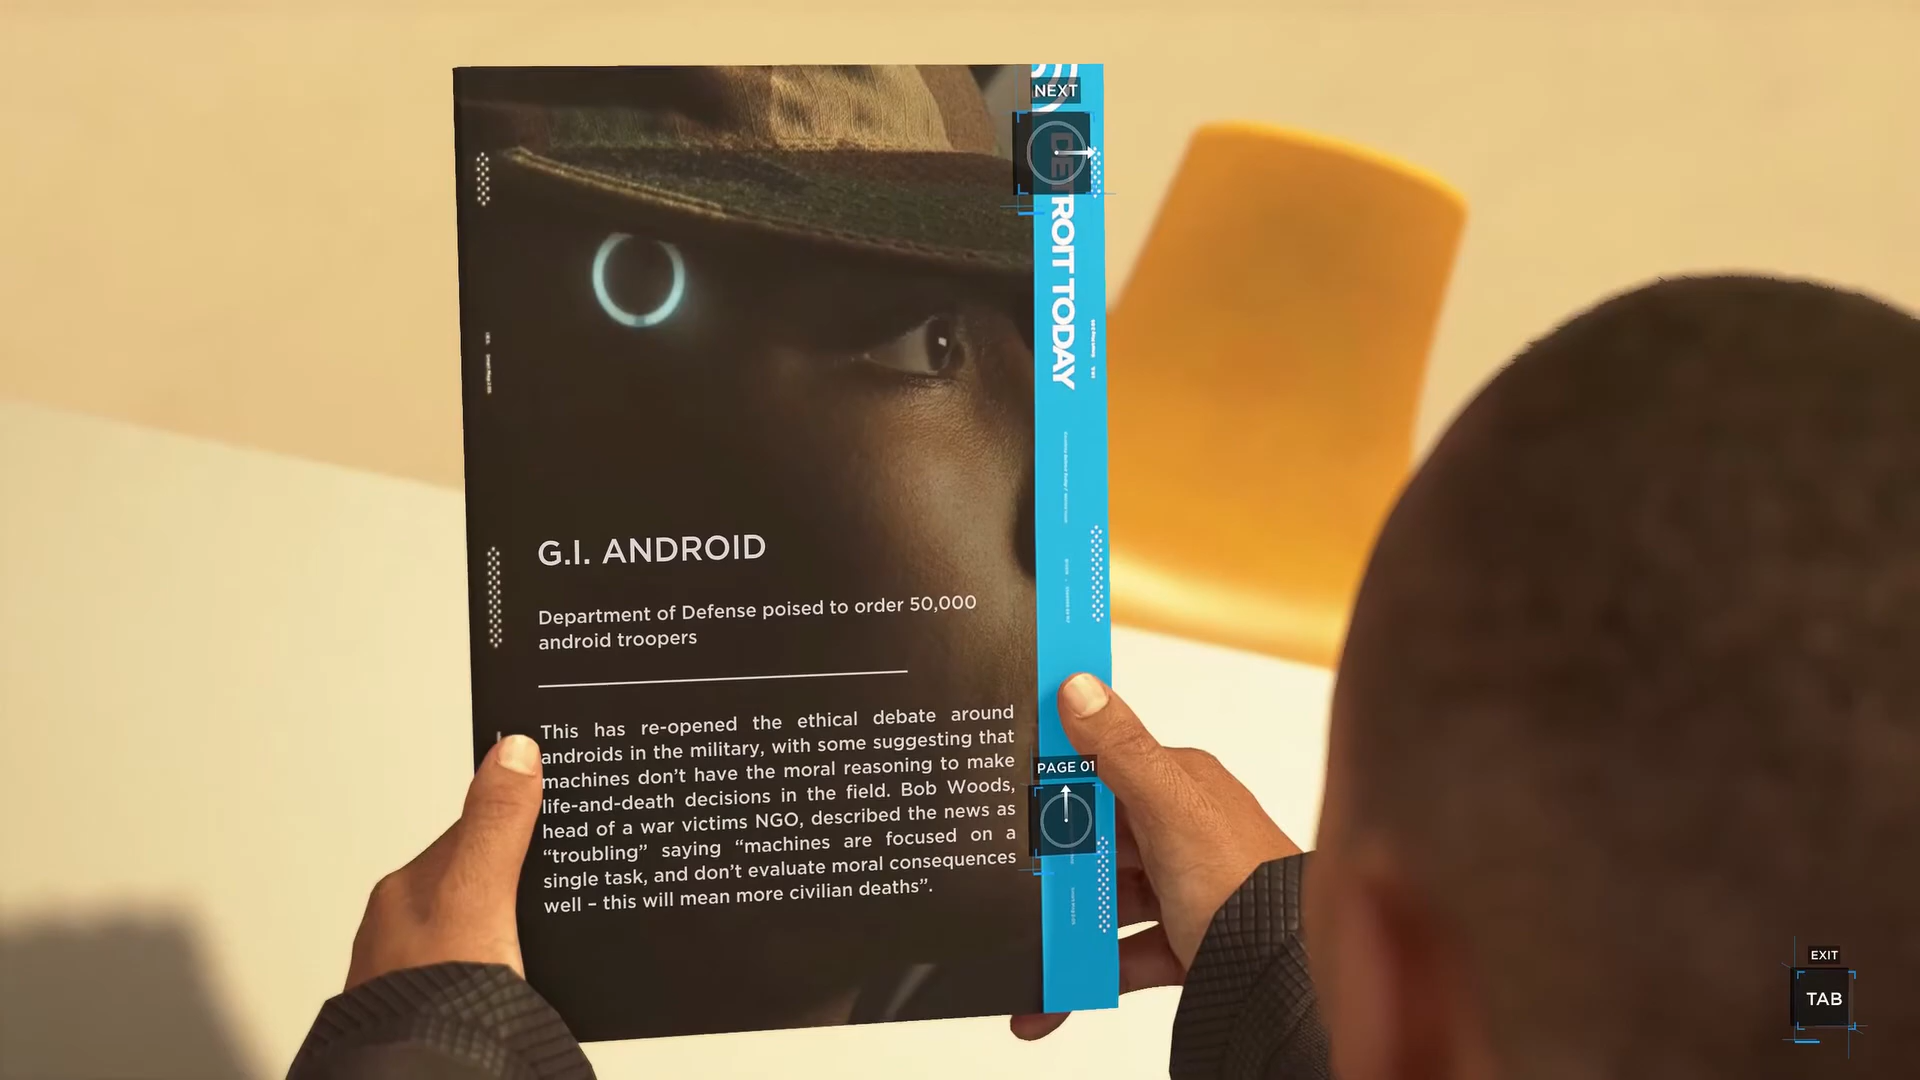 NEXT
DETROIT TODAY
G.I. ANDROID
Department of Defense poised to order 50,000
android troopers
This has re-opened the ethical debate around
androids in the military, with some suggesting that
machines don't have the moral reasoning to make
life-and-death decisions in the field. Bob Woods,
head of a war victims NGO, described the news as
“troubling” saying “machines are focused on a
single task, and don't evaluate moral consequences
well – this will mean more civilian deaths”.
PAGE 01
EXIT
TAB